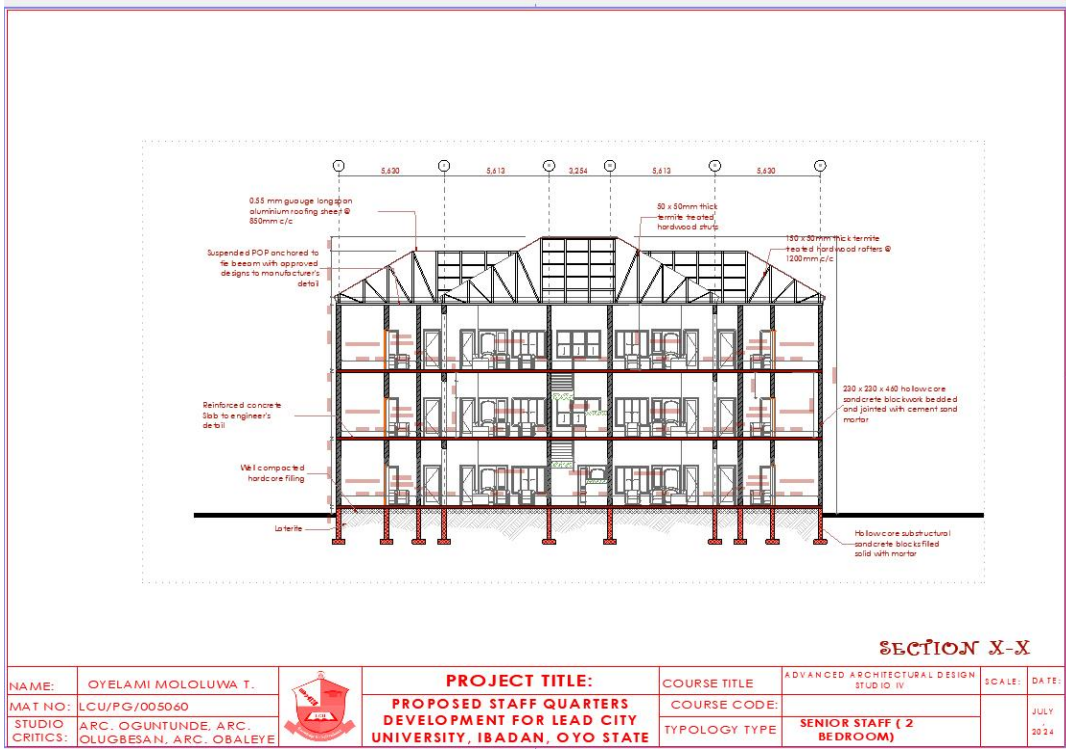 5,630
5,613
3,254
5,613
5,630
0.55 mm guauge longspan
aluminium roofing sheet @
850mm c/c
50 x 50mm thick
termite treated
hardwood struts
150 x 50mm thick termite
treated hardwood rafters @
1200mm c/c
Suspended POP anchored to
tie beeam with approved
designs to manufacturer's
detail
Reinforced concrete
Slab to engineer's
detail
230 x 230 x 460 hollow core
sandcrete blockwork bedded
and jointed with cement sand
mortar
Well compacted
hardcore filling
Laterite
Hollow core substructural
sandcrete blocks filled
solid with mortar
SECTION X-X
NAME: OYELAMI MOLOLUWA T.
MAT NO: LCU/PG/005060
STUDIO CRITICS: ARC. OGUNTUNDE, ARC.
OLUGBESAN, ARC. OBALEYE
PROJECT TITLE:
PROPOSED STAFF QUARTERS
DEVELOPMENT FOR LEAD CITY
UNIVERSITY, IBADAN, OYO STATE
COURSE TITLE
ADVANCED ARCHITECTURAL DESIGN
STUDIO IV
COURSE CODE:
TYPOLOGY TYPE
SENIOR STAFF ( 2
BEDROOM)
SCALE:
DATE:
JULY
,
2024